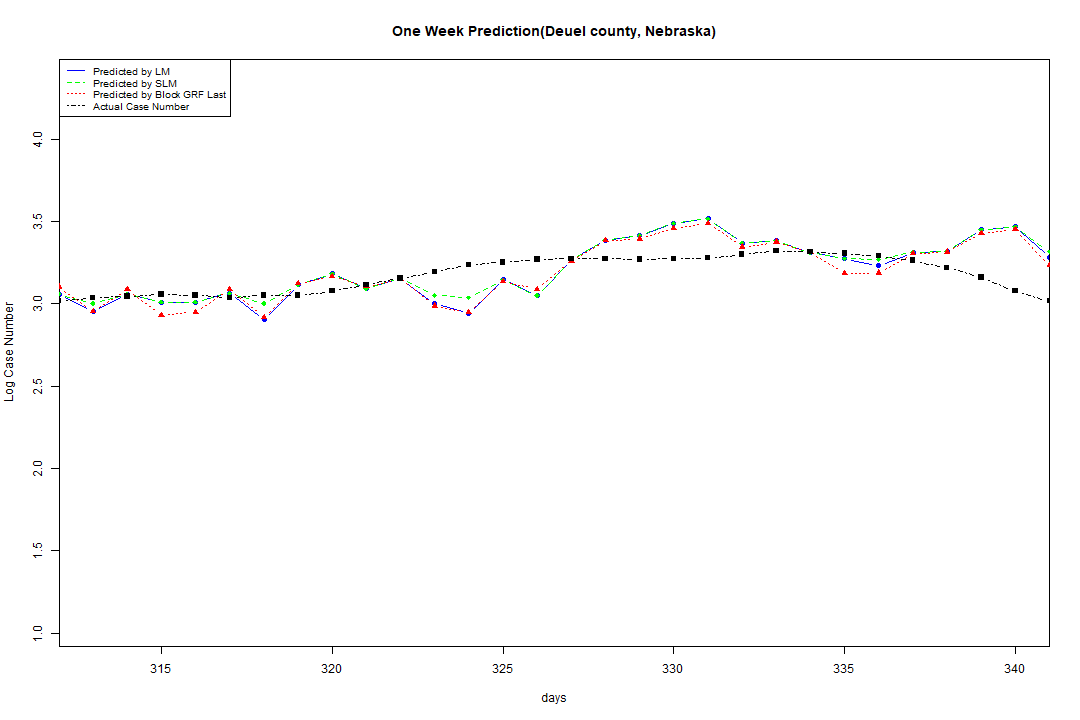 One Week Prediction(Deuel county, Nebraska)
Predicted by LM
Predicted by SLM
Predicted by Block GRF Last
Actual Case Number
Log Case Number
4.0
3.5
3.0
2.5
2.0
1.5
1.0
315 320 325 330 335 340
days